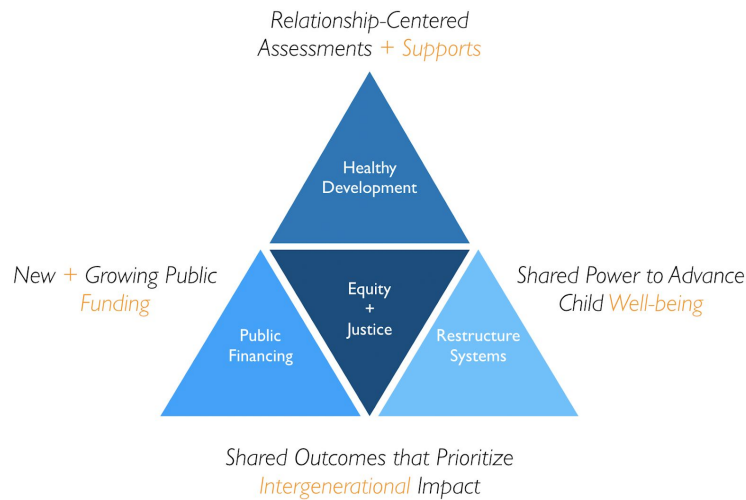 Relationship-Centered
Assessments + Supports
Healthy
Development
New + Growing Public
Funding
Equity
+
Justice
Shared Power to Advance
Child Well-being
Public
Financing
Restructure
Systems
Shared Outcomes that Prioritize
Intergenerational Impact